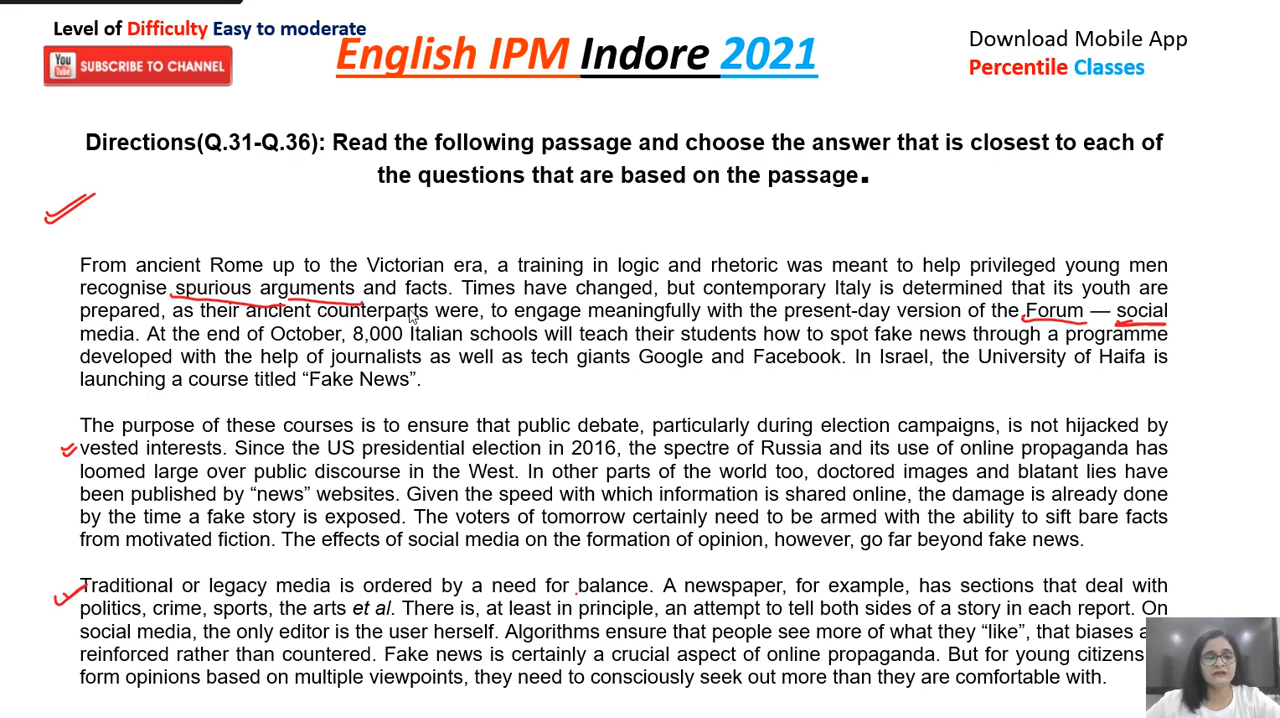 Level of Difficulty Easy to moderate
You
Tube
SUBSCRIBE TO CHANNEL
English IPM Indore 2021
Download Mobile App
Percentile Classes
Directions(Q.31-Q.36): Read the following passage and choose the answer that is closest to each of
the questions that are based on the passage.
From ancient Rome up to the Victorian era, a training in logic and rhetoric was meant to help privileged young men
recognise spurious arguments and facts. Times have changed, but contemporary Italy is determined that its youth are
prepared, as their ancient counterparts were, to engage meaningfully with the present-day version of the Forum — social
media. At the end of October, 8,000 Italian schools will teach their students how to spot fake news through a programme
developed with the help of journalists as well as tech giants Google and Facebook. In Israel, the University of Haifa is
launching a course titled “Fake News”.
The purpose of these courses is to ensure that public debate, particularly during election campaigns, is not hijacked by
vested interests. Since the US presidential election in 2016, the spectre of Russia and its use of online propaganda has
loomed large over public discourse in the West. In other parts of the world too, doctored images and blatant lies have
been published by “news” websites. Given the speed with which information is shared online, the damage is already done
by the time a fake story is exposed. The voters of tomorrow certainly need to be armed with the ability to sift bare facts
from motivated fiction. The effects of social media on the formation of opinion, however, go far beyond fake news.
Traditional or legacy media is ordered by a need for balance. A newspaper, for example, has sections that deal with
politics, crime, sports, the arts et al. There is, at least in principle, an attempt to tell both sides of a story in each report. On
social media, the only editor is the user herself. Algorithms ensure that people see more of what they “like”, that biases
reinforced rather than countered. Fake news is certainly a crucial aspect of online propaganda. But for young citizens
form opinions based on multiple viewpoints, they need to consciously seek out more than they are comfortable with.